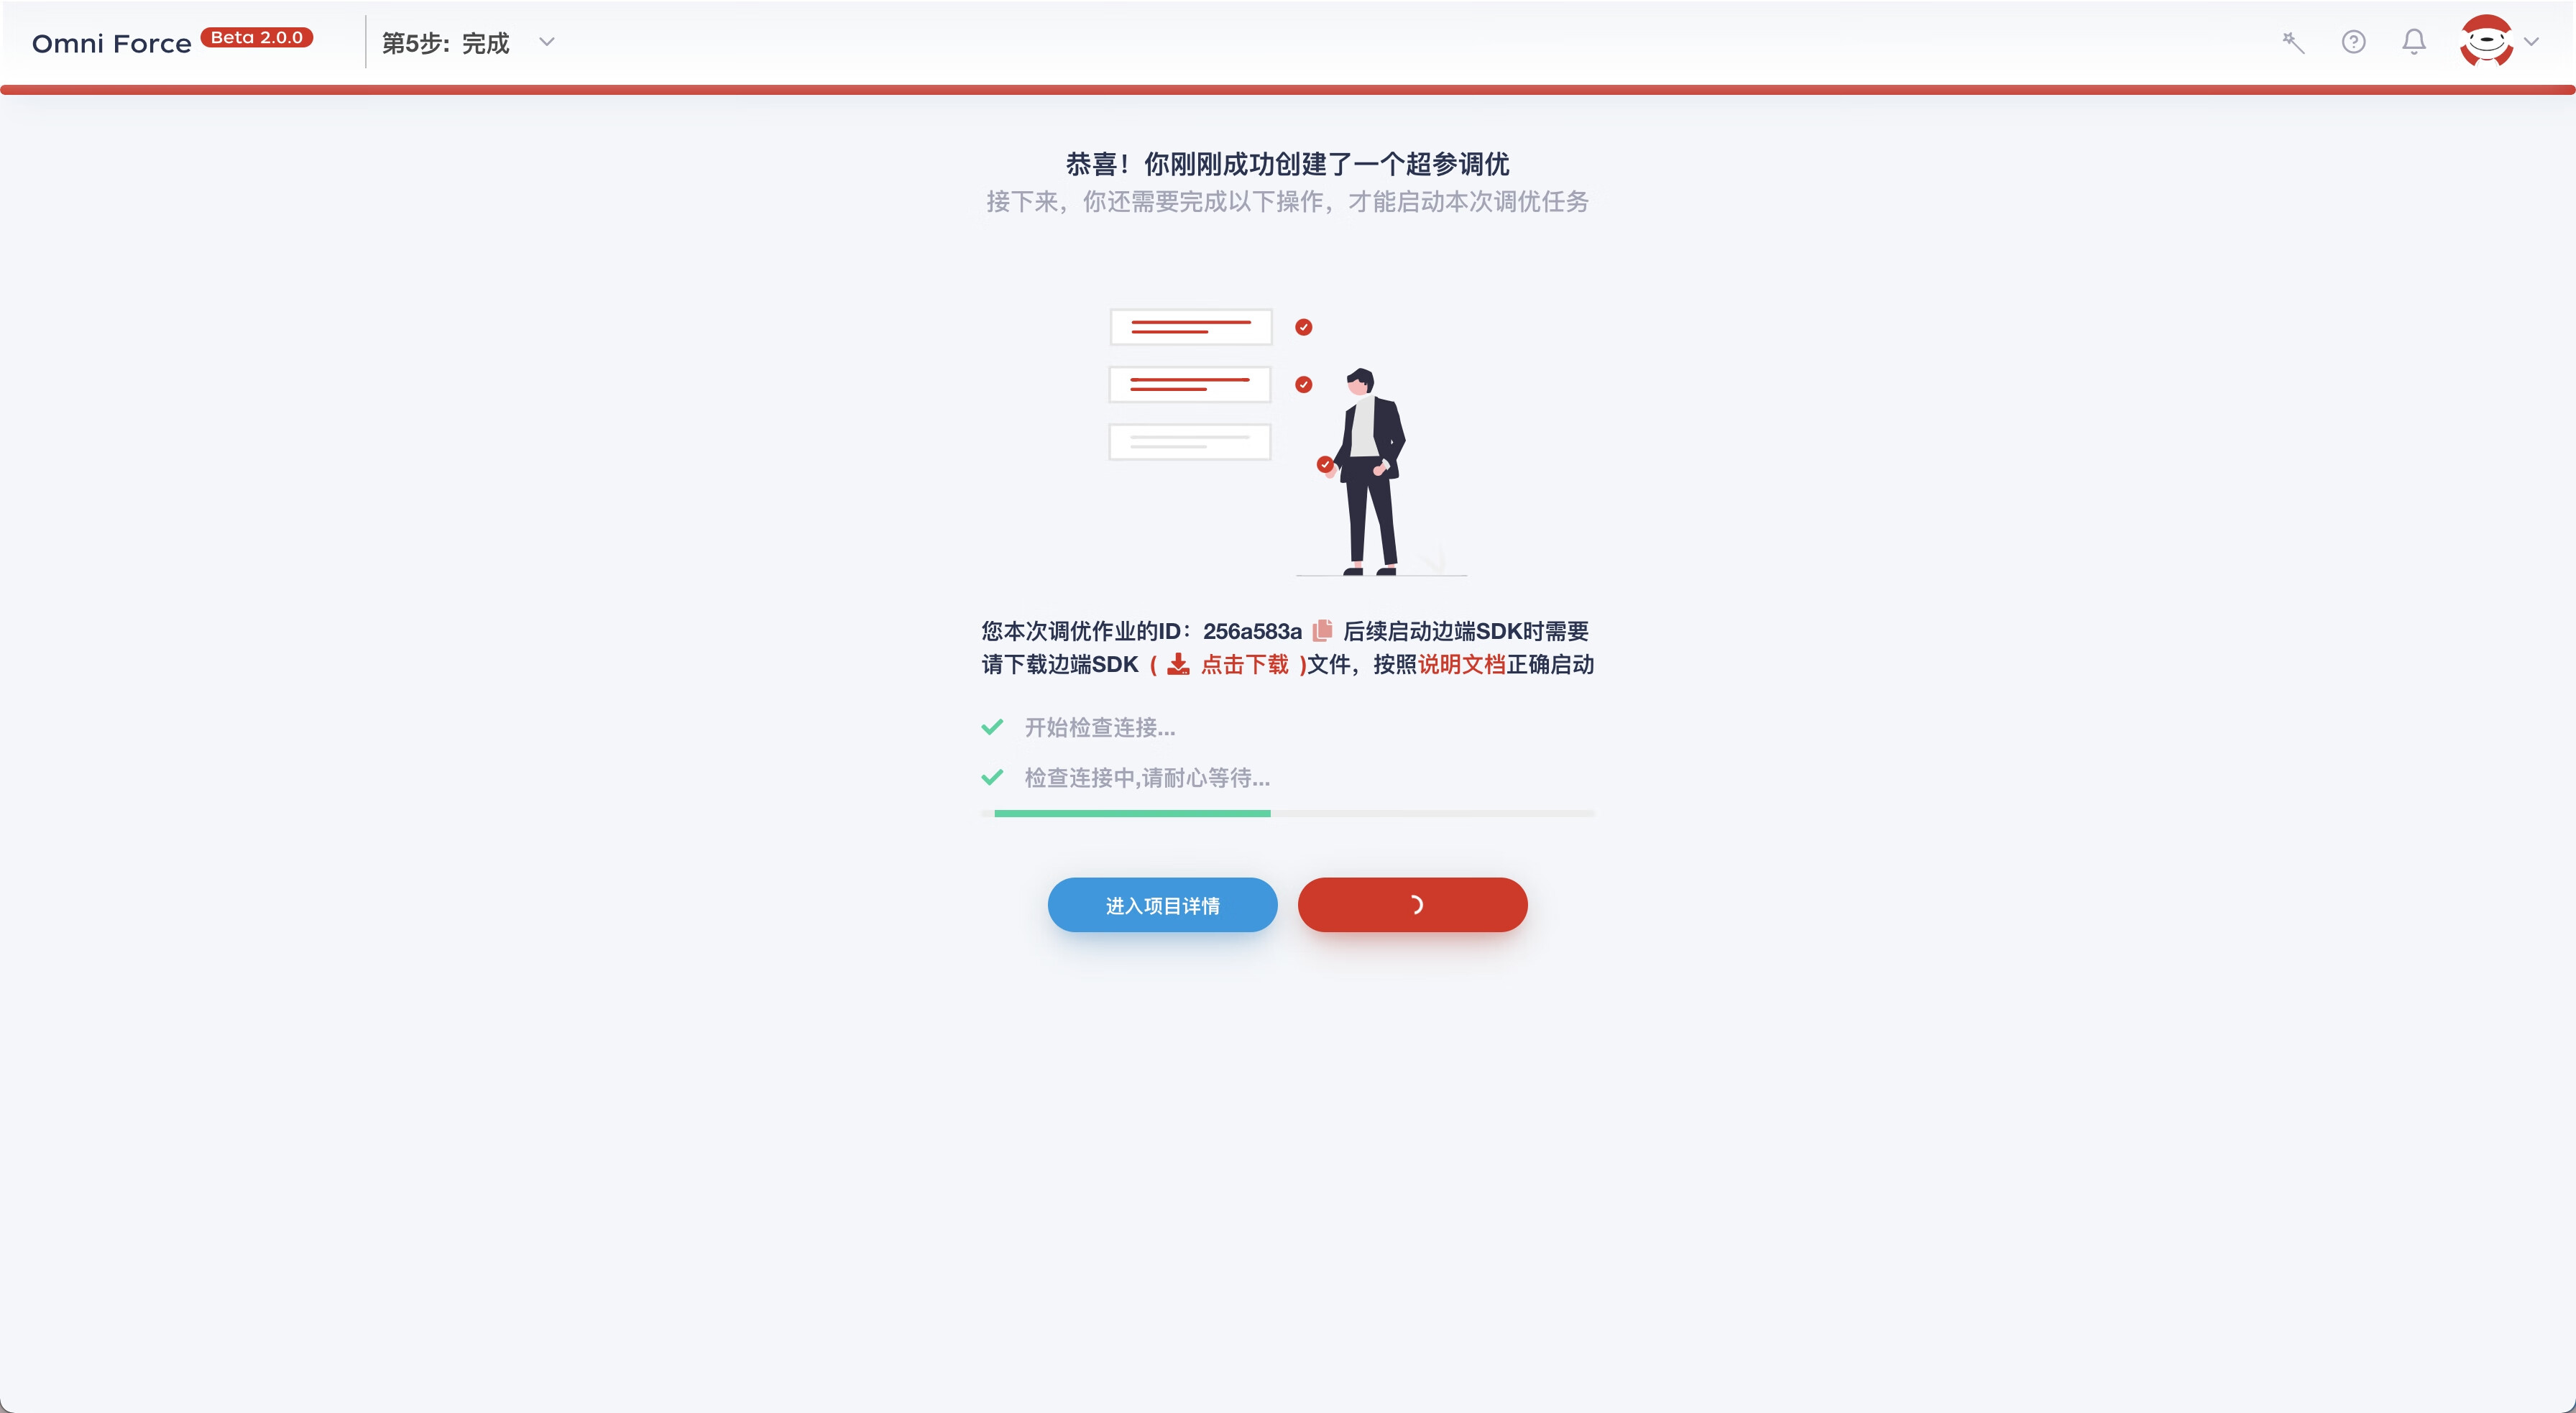 Omni Force Beta 2.0.0
第5步: 完成
恭喜！你刚刚成功创建了一个超参调优
接下来，你还需要完成以下操作，才能启动本次调优任务
您本次调优作业的ID：256a583a 后续启动边端SDK时需要
请下载边端SDK ( 点击下载 )文件，按照说明文档正确启动
开始检查连接...
检查连接中,请耐心等待...
进入项目详情